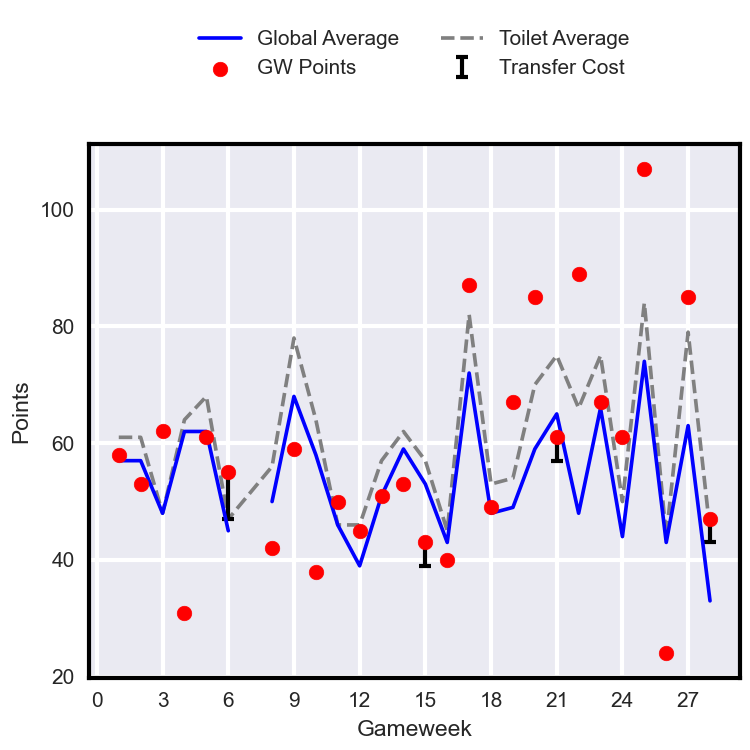 Global Average
Toilet Average
GW Points
Transfer Cost
100
80
60
40
20
Points
0 3 6 9 12 15 18 21 24 27
Gameweek